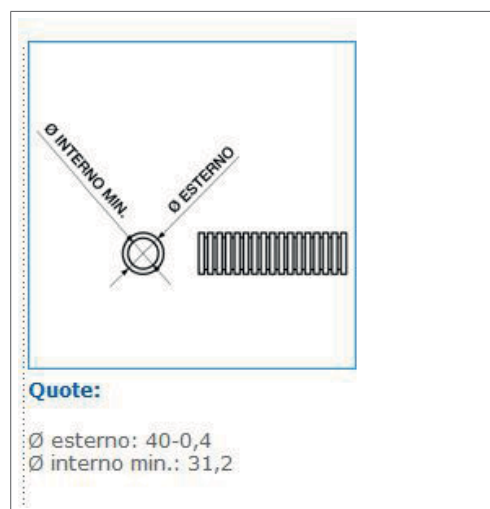 Ø INTERNO MIN.
Ø ESTERNO
Quote:
Ø esterno: 40-0,4
Ø interno min.: 31,2